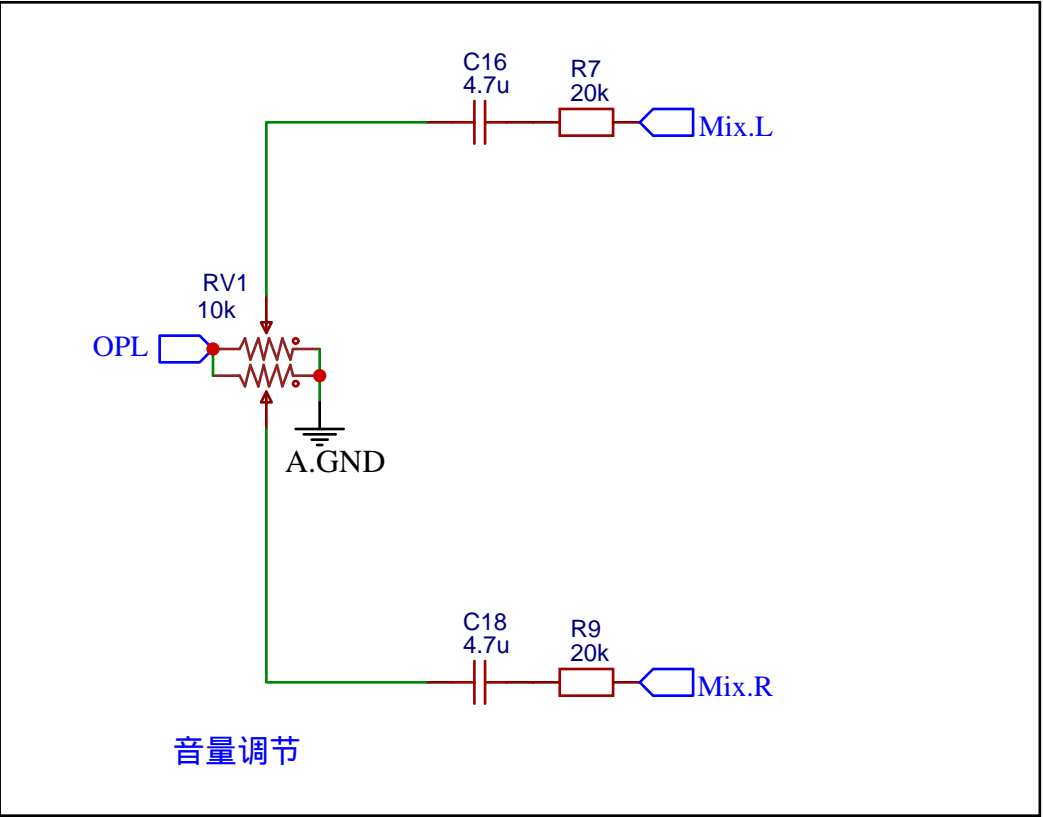 C16
4.7u
R7
20k
Mix.L
RV1
10k
OPL
A.GND
C18
4.7u
R9
20k
Mix.R
音量调节